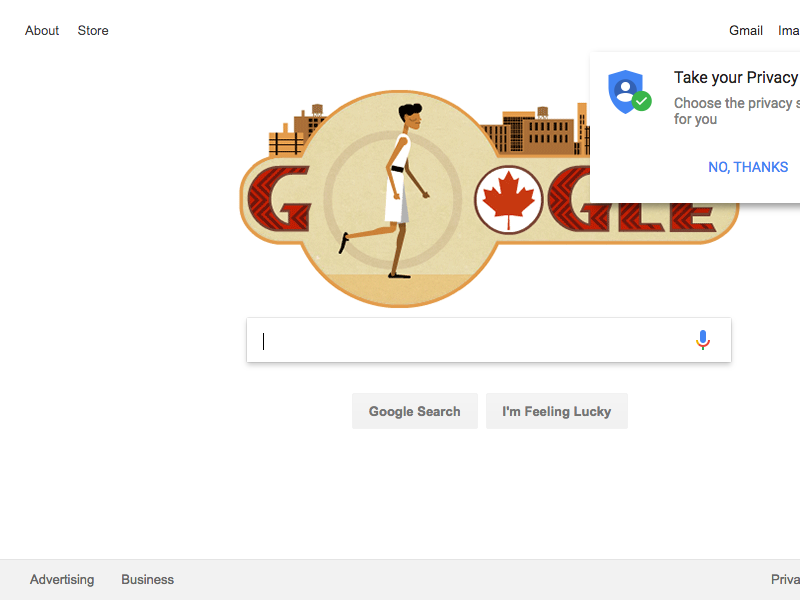 About Store
Gmail Ima
Take your Privacy
Choose the privacy s
for you
NO, THANKS
GOOGLE
Google Search
I'm Feeling Lucky
Advertising Business
Priva